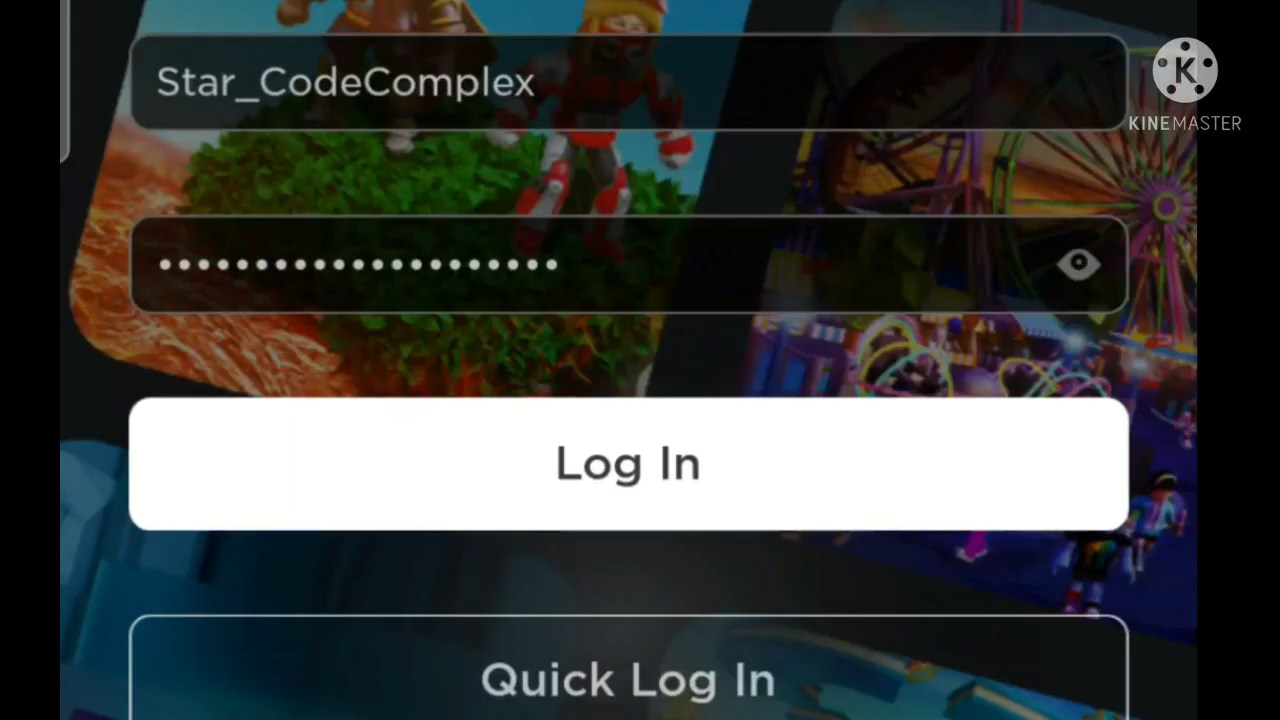 Star_CodeComplex
K
KINEMASTER
•••••••••••••••••••••
Log In
Quick Log In